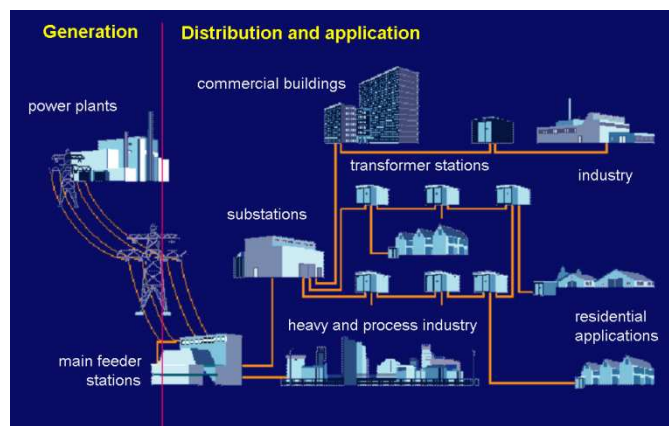 Generation
Distribution and application
commercial buildings
power plants
transformer stations
industry
substations
heavy and process industry
residential
applications
main feeder
stations